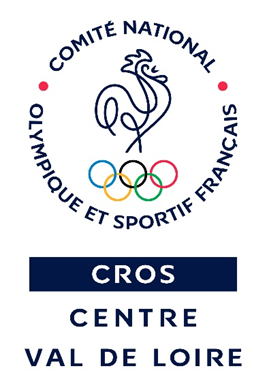 COMITÉ NATIONAL
OLYMPIQUE ET SPORTIF FRANÇAIS
CROS
CENTRE
VAL DE LOIRE